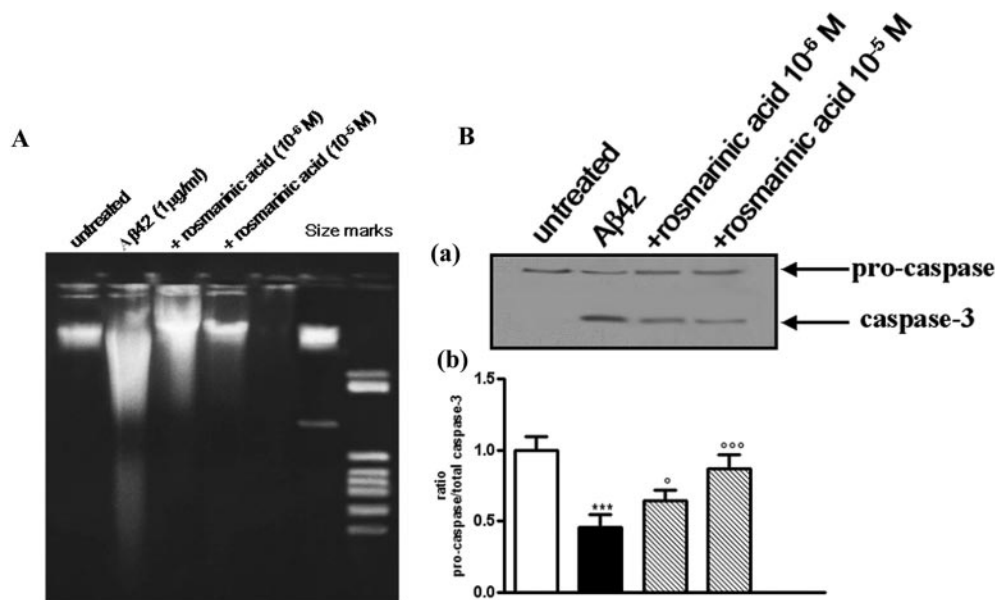 A
untreated
Aβ42 (1µg/ml)
+ rosmarinic acid (10⁻⁶ M)
+ rosmarinic acid (10⁻⁵ M)
Size marks
B
untreated
Aβ42
+rosmarinic acid 10⁻⁶ M
+rosmarinic acid 10⁻⁵ M
(a)
pro-caspase
caspase-3
(b)
ratio
pro-caspase/total caspase-3
1.5
1.0
0.5
0.0
***
°
°°°